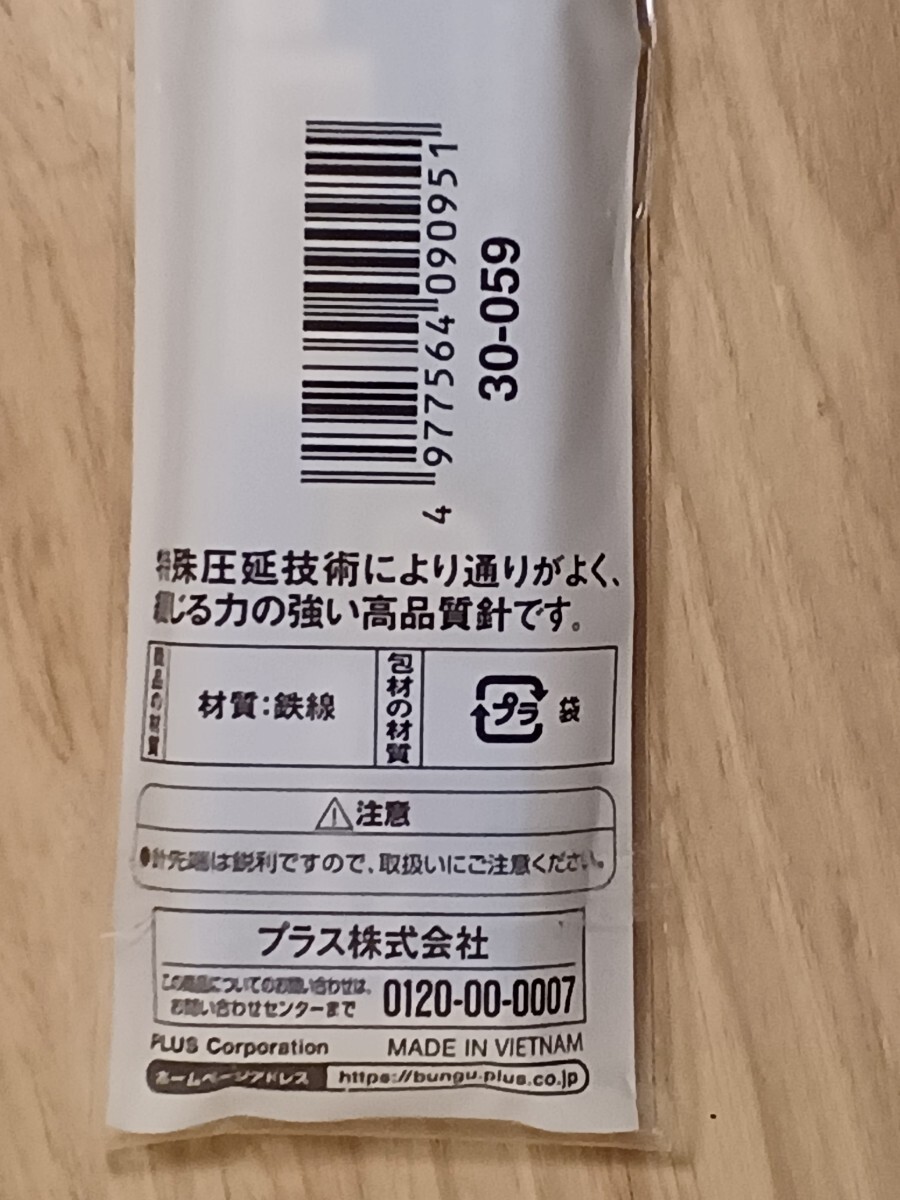 4 977564 090951
30-059
特殊圧延技術により通りがよく、
綴じる力の強い高品質針です。
商品の材質
材質:鉄線
包材の材質
プラ 袋
注意
●針先端は鋭利ですので、取扱いにご注意ください。
プラス株式会社
この商品についてのお問い合わせは、
お問い合わせセンターまで 0120-00-0007
PLUS Corporation MADE IN VIETNAM
ホームページアドレス https://bungu.plus.co.jp